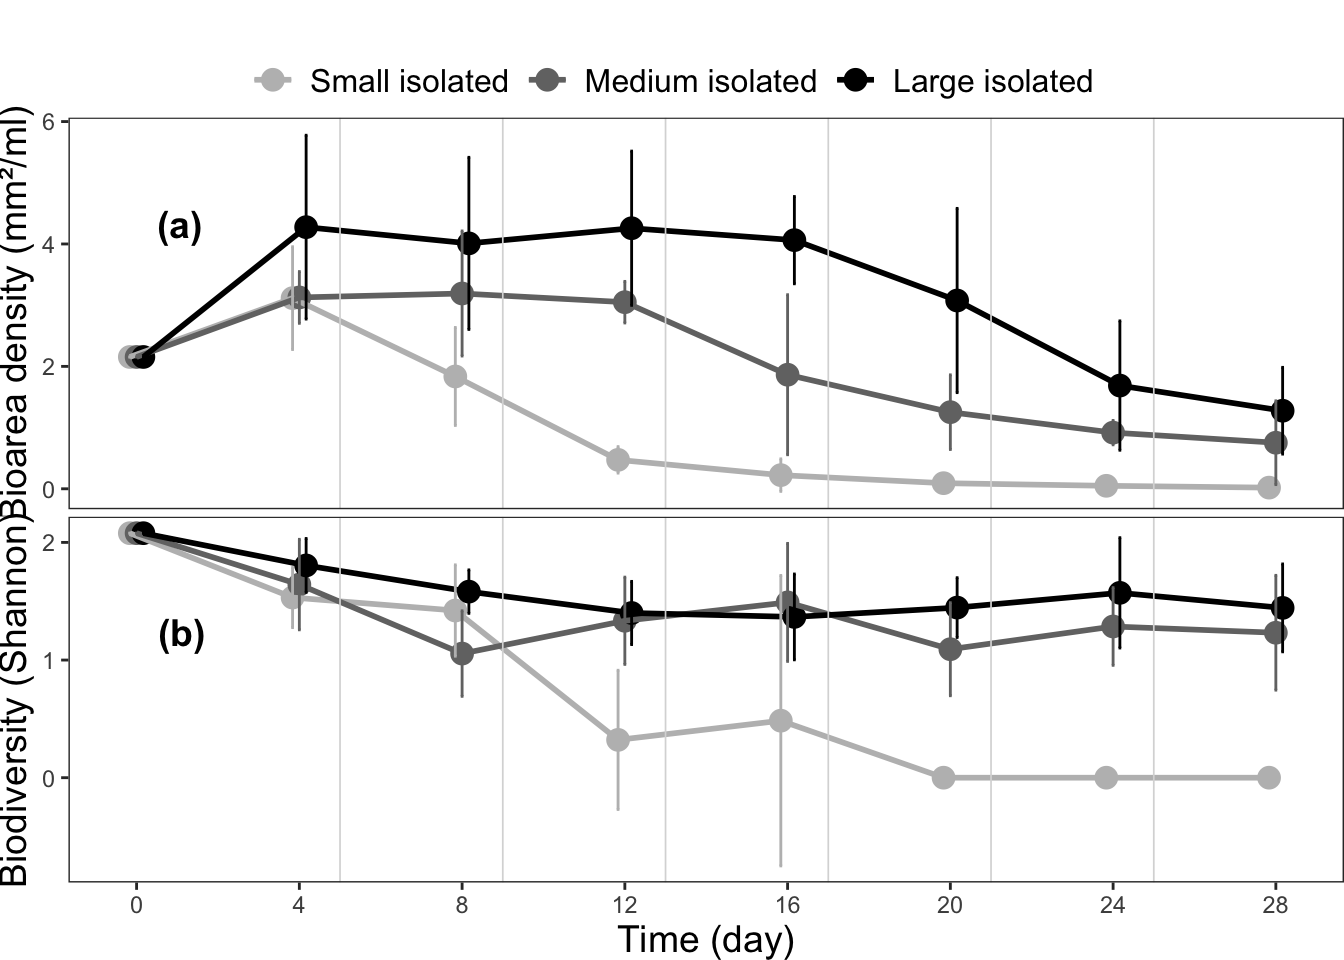 Small isolated Medium isolated Large isolated
Bioarea density (mm²/ml)
6
4
2
0
(a)
Biodiversity (Shannon)
2
1
0
(b)
0 4 8 12 16 20 24 28
Time (day)